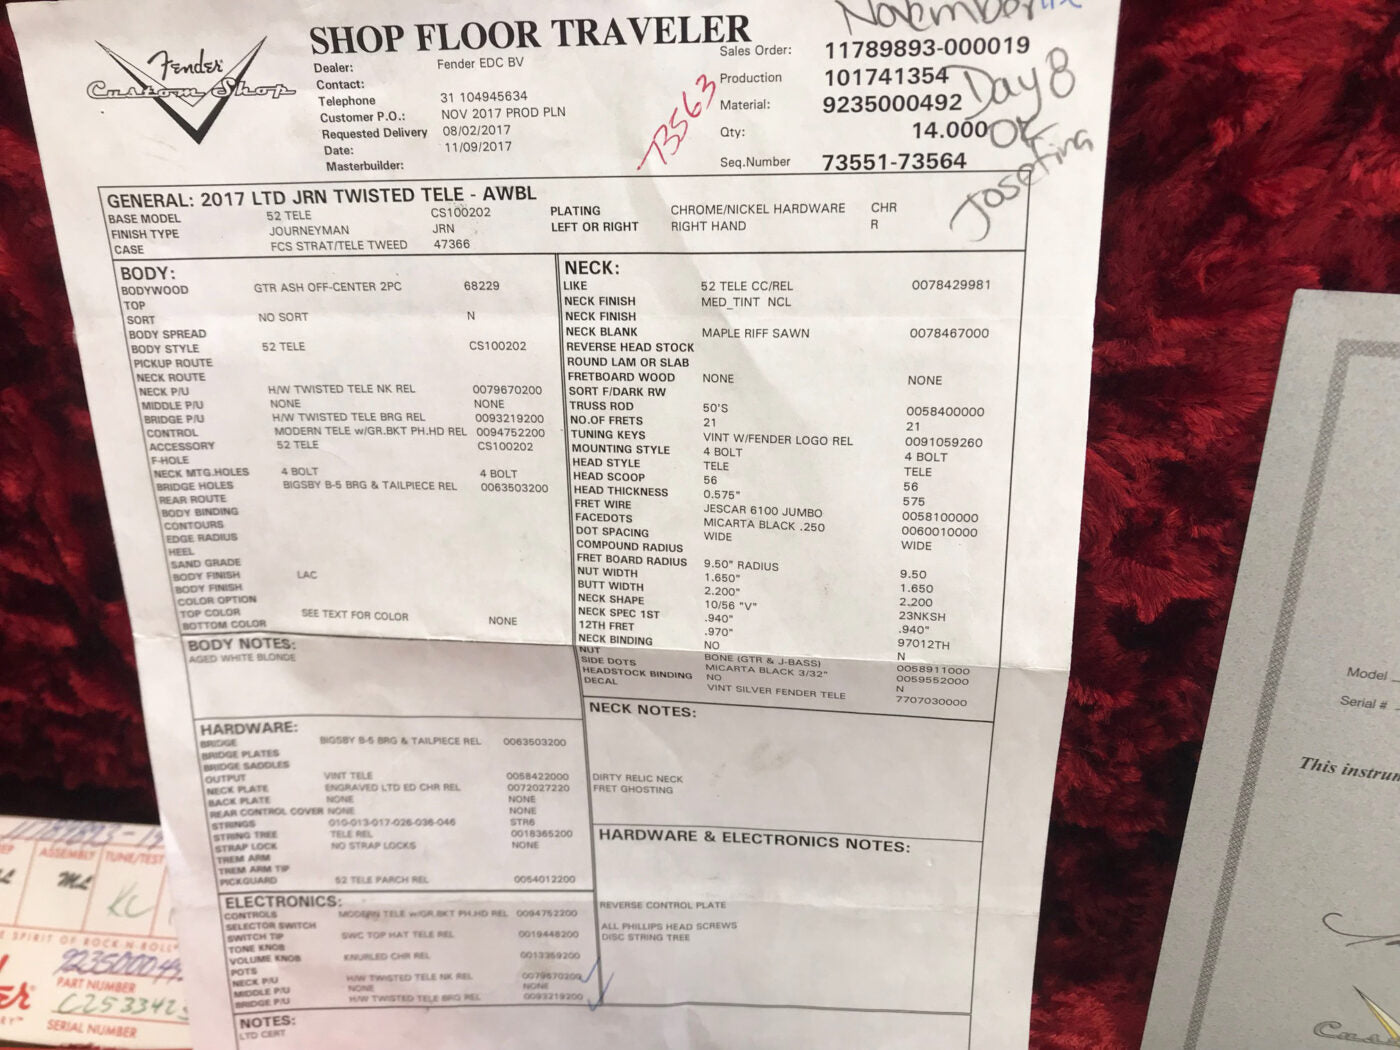 SHOP FLOOR TRAVELER
Fender
Custom Shop
November
Dealer: Fender EDC BV
Contact:
Telephone 31 104945634
Customer P.O.: NOV 2017 PROD PLN
Requested Delivery 08/02/2017
Date: 11/09/2017
Masterbuilder:
73563
Sales Order: 11789893-000019
Production 101741354
Material: 9235000492
Qty: 14.000
Seq.Number 73551-73564
Day 8
OK
Josefina
GENERAL: 2017 LTD JRN TWISTED TELE - AWBL
BASE MODEL 52 TELE CS100202 PLATING CHROME/NICKEL HARDWARE CHR
FINISH TYPE JOURNEYMAN JRN LEFT OR RIGHT RIGHT HAND R
CASE FCS STRAT/TELE TWEED 47366
BODY:
BODYWOOD GTR ASH OFF-CENTER 2PC 68229
TOP
SORT NO SORT N
BODY SPREAD
BODY STYLE 52 TELE CS100202
PICKUP ROUTE
NECK ROUTE
NECK P/U H/W TWISTED TELE NK REL 0079670200
MIDDLE P/U NONE NONE
BRIDGE P/U H/W TWISTED TELE BRG REL 0093219200
CONTROL MODERN TELE w/GR.BKT PH.HD REL 0094752200
ACCESSORY 52 TELE CS100202
F-HOLE
NECK MTG.HOLES 4 BOLT 4 BOLT
BRIDGE HOLES BIGSBY B-5 BRG & TAILPIECE REL 0063503200
REAR ROUTE
BODY BINDING
CONTOURS
EDGE RADIUS
HEEL
SAND GRADE
BODY FINISH LAC
BODY FINISH
COLOR OPTION
TOP COLOR SEE TEXT FOR COLOR
BOTTOM COLOR NONE
BODY NOTES:
AGED WHITE BLONDE
HARDWARE:
BRIDGE BIGSBY B-5 BRG & TAILPIECE REL 0063503200
BRIDGE PLATES
BRIDGE SADDLES
OUTPUT VINT TELE 0058422000
NECK PLATE ENGRAVED LTD ED CHR REL 0072027220
BACK PLATE NONE NONE
REAR CONTROL COVER NONE NONE
STRINGS 010-013-017-026-036-046 STR6
STRING TREE TELE REL 0018365200
STRAP LOCK NO STRAP LOCKS NONE
TREM ARM
TREM ARM TIP
PICKGUARD 52 TELE PARCH REL 0054012200
ELECTRONICS:
CONTROLS MODERN TELE w/GR.BKT PH.HD REL 0094752200
SELECTOR SWITCH
SWITCH TIP SWC TOP HAT TELE REL 0019448200
TONE KNOB
VOLUME KNOB KNURLED CHR REL 0013359200
POTS
NECK P/U H/W TWISTED TELE NK REL 0079670200
MIDDLE P/U NONE NONE
BRIDGE P/U H/W TWISTED TELE BRG REL 0093219200
NOTES:
LTD CERT
NECK:
LIKE 52 TELE CC/REL 0078429981
NECK FINISH MED_TINT NCL
NECK FINISH
NECK BLANK MAPLE RIFF SAWN 0078467000
REVERSE HEAD STOCK
ROUND LAM OR SLAB
FRETBOARD WOOD NONE NONE
SORT F/DARK RW
TRUSS ROD 50'S 0058400000
NO.OF FRETS 21 21
TUNING KEYS VINT W/FENDER LOGO REL 0091059260
MOUNTING STYLE 4 BOLT 4 BOLT
HEAD STYLE TELE TELE
HEAD SCOOP 56 56
HEAD THICKNESS 0.575" 575
FRET WIRE JESCAR 6100 JUMBO 0058100000
FACEDOTS MICARTA BLACK .250 0060010000
DOT SPACING WIDE WIDE
COMPOUND RADIUS
FRET BOARD RADIUS 9.50" RADIUS 9.50
NUT WIDTH 1.650" 1.650
BUTT WIDTH 2.200" 2.200
NECK SHAPE 10/56 "V" 23NKSH
NECK SPEC 1ST .940" .940"
12TH FRET .970" 97012TH
NECK BINDING NO N
NUT BONE (GTR & J-BASS) 0058911000
SIDE DOTS MICARTA BLACK 3/32" 0059552000
HEADSTOCK BINDING NO N
DECAL VINT SILVER FENDER TELE 7707030000
NECK NOTES:
DIRTY RELIC NECK
FRET GHOSTING
HARDWARE & ELECTRONICS NOTES:
REVERSE CONTROL PLATE
ALL PHILLIPS HEAD SCREWS
DISC STRING TREE
ASSEMBLY TUNE/TEST
ML KC
SPIRIT OF ROCK-N-ROLL
PART NUMBER
SERIAL NUMBER
Model
Serial #
This